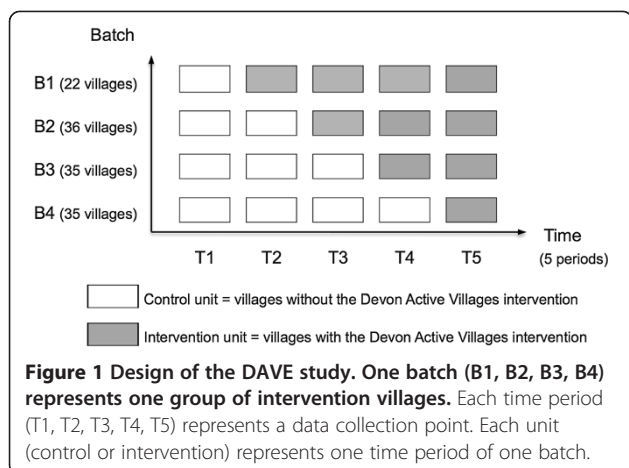 Batch
B1 (22 villages)
B2 (36 villages)
B3 (35 villages)
B4 (35 villages)
Time
T1 T2 T3 T4 T5 (5 periods)
Control unit = villages without the Devon Active Villages intervention
Intervention unit = villages with the Devon Active Villages intervention
Figure 1 Design of the DAVE study. One batch (B1, B2, B3, B4)
represents one group of intervention villages. Each time period
(T1, T2, T3, T4, T5) represents a data collection point. Each unit
(control or intervention) represents one time period of one batch.